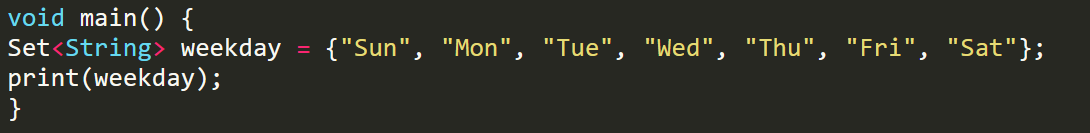 void main() {
Set<String> weekday = {"Sun", "Mon", "Tue", "Wed", "Thu", "Fri", "Sat"};
print(weekday);
}